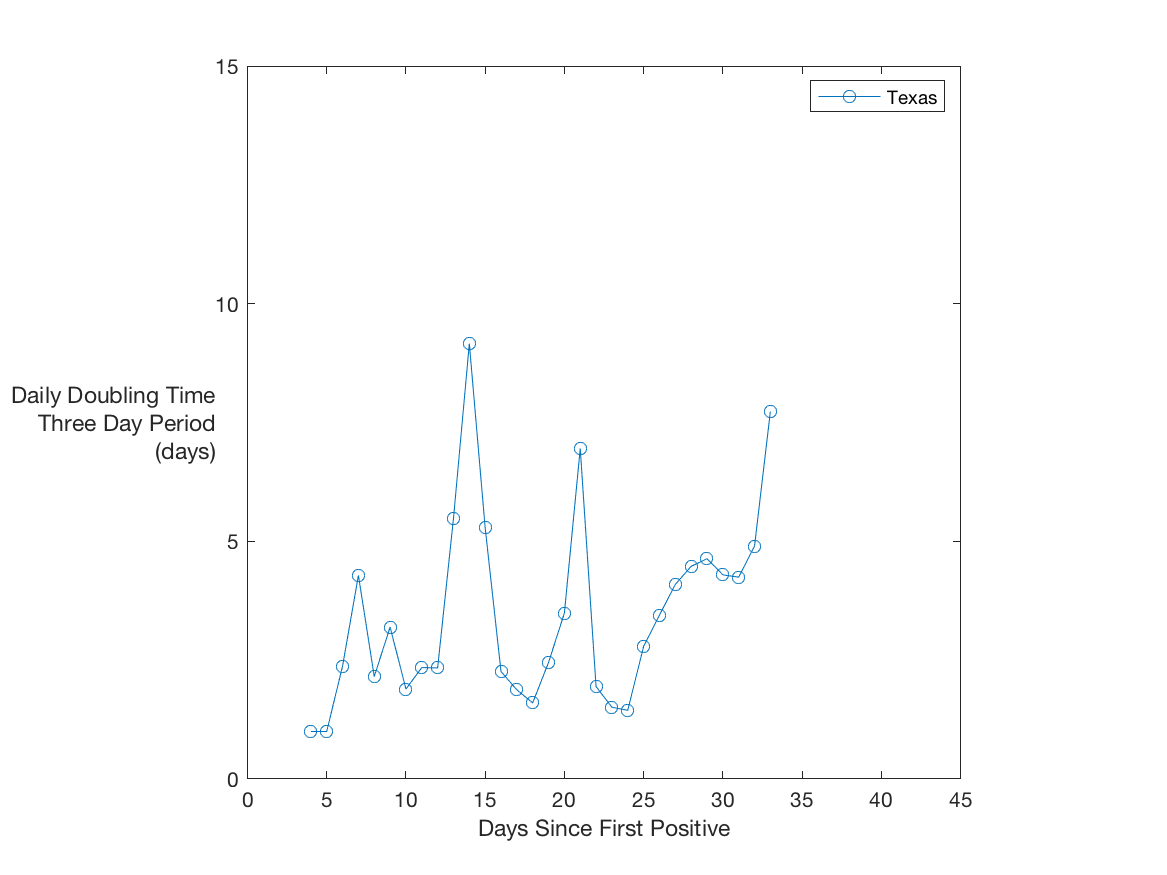 15
Texas
10
Daily Doubling Time
Three Day Period
(days)
5
0
0 5 10 15 20 25 30 35 40 45
Days Since First Positive